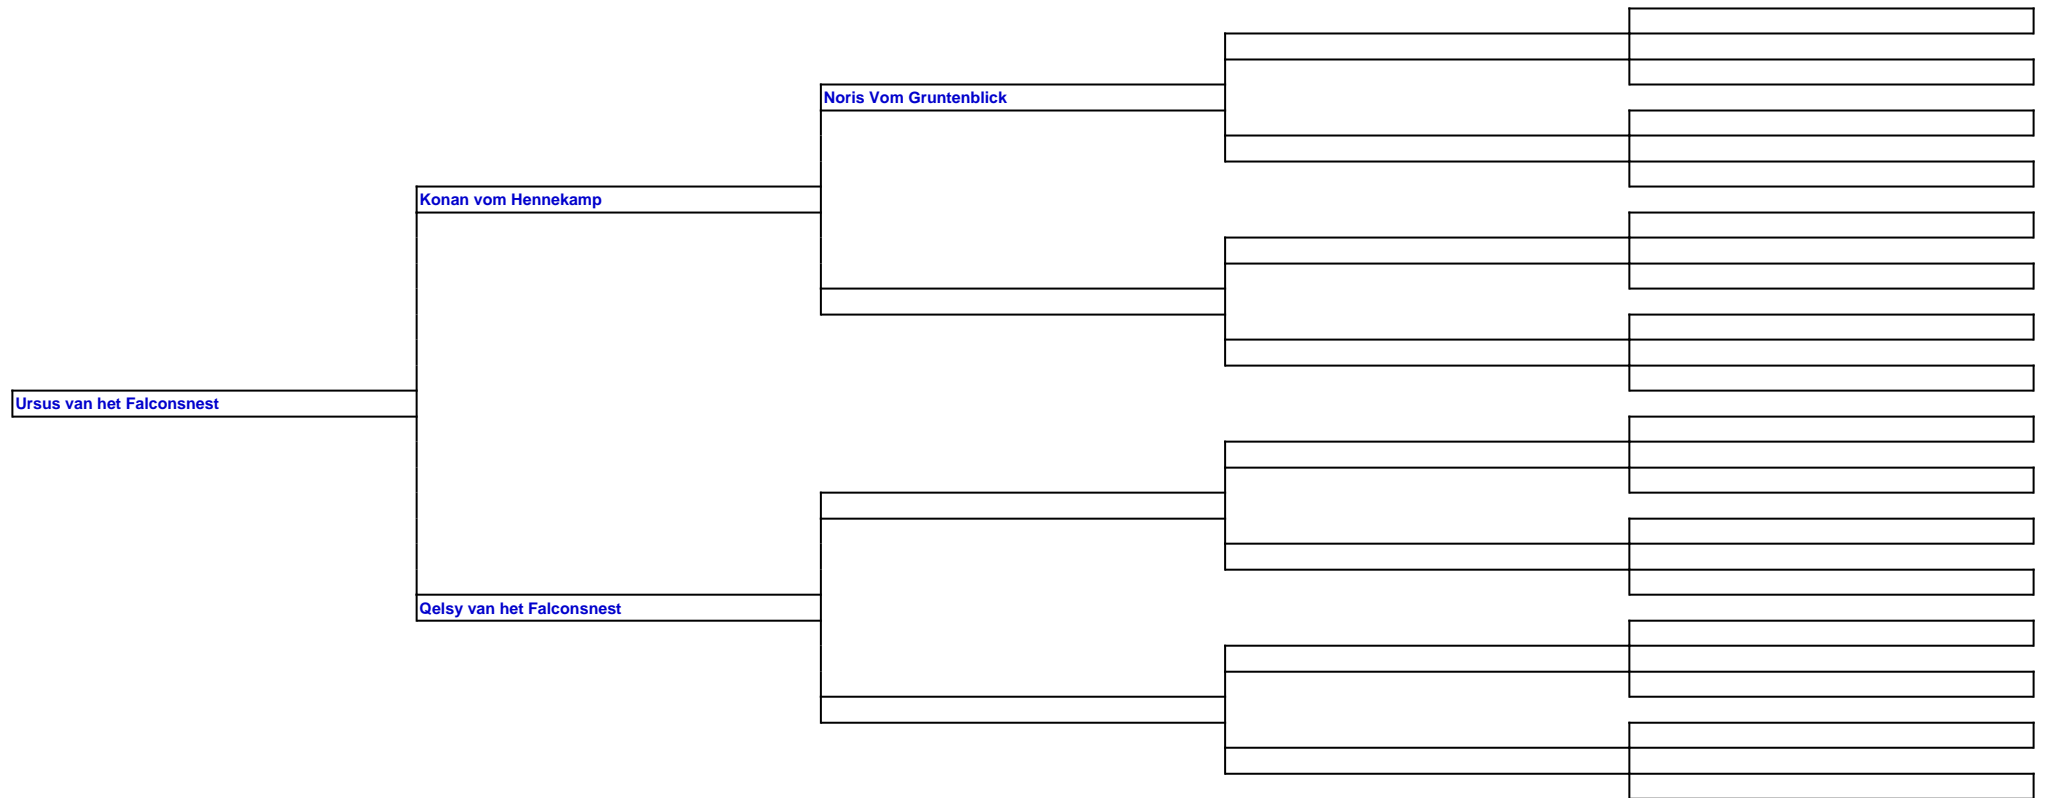 Noris Vom Gruntenblick
Konan vom Hennekamp
Ursus van het Falconsnest
Qelsy van het Falconsnest